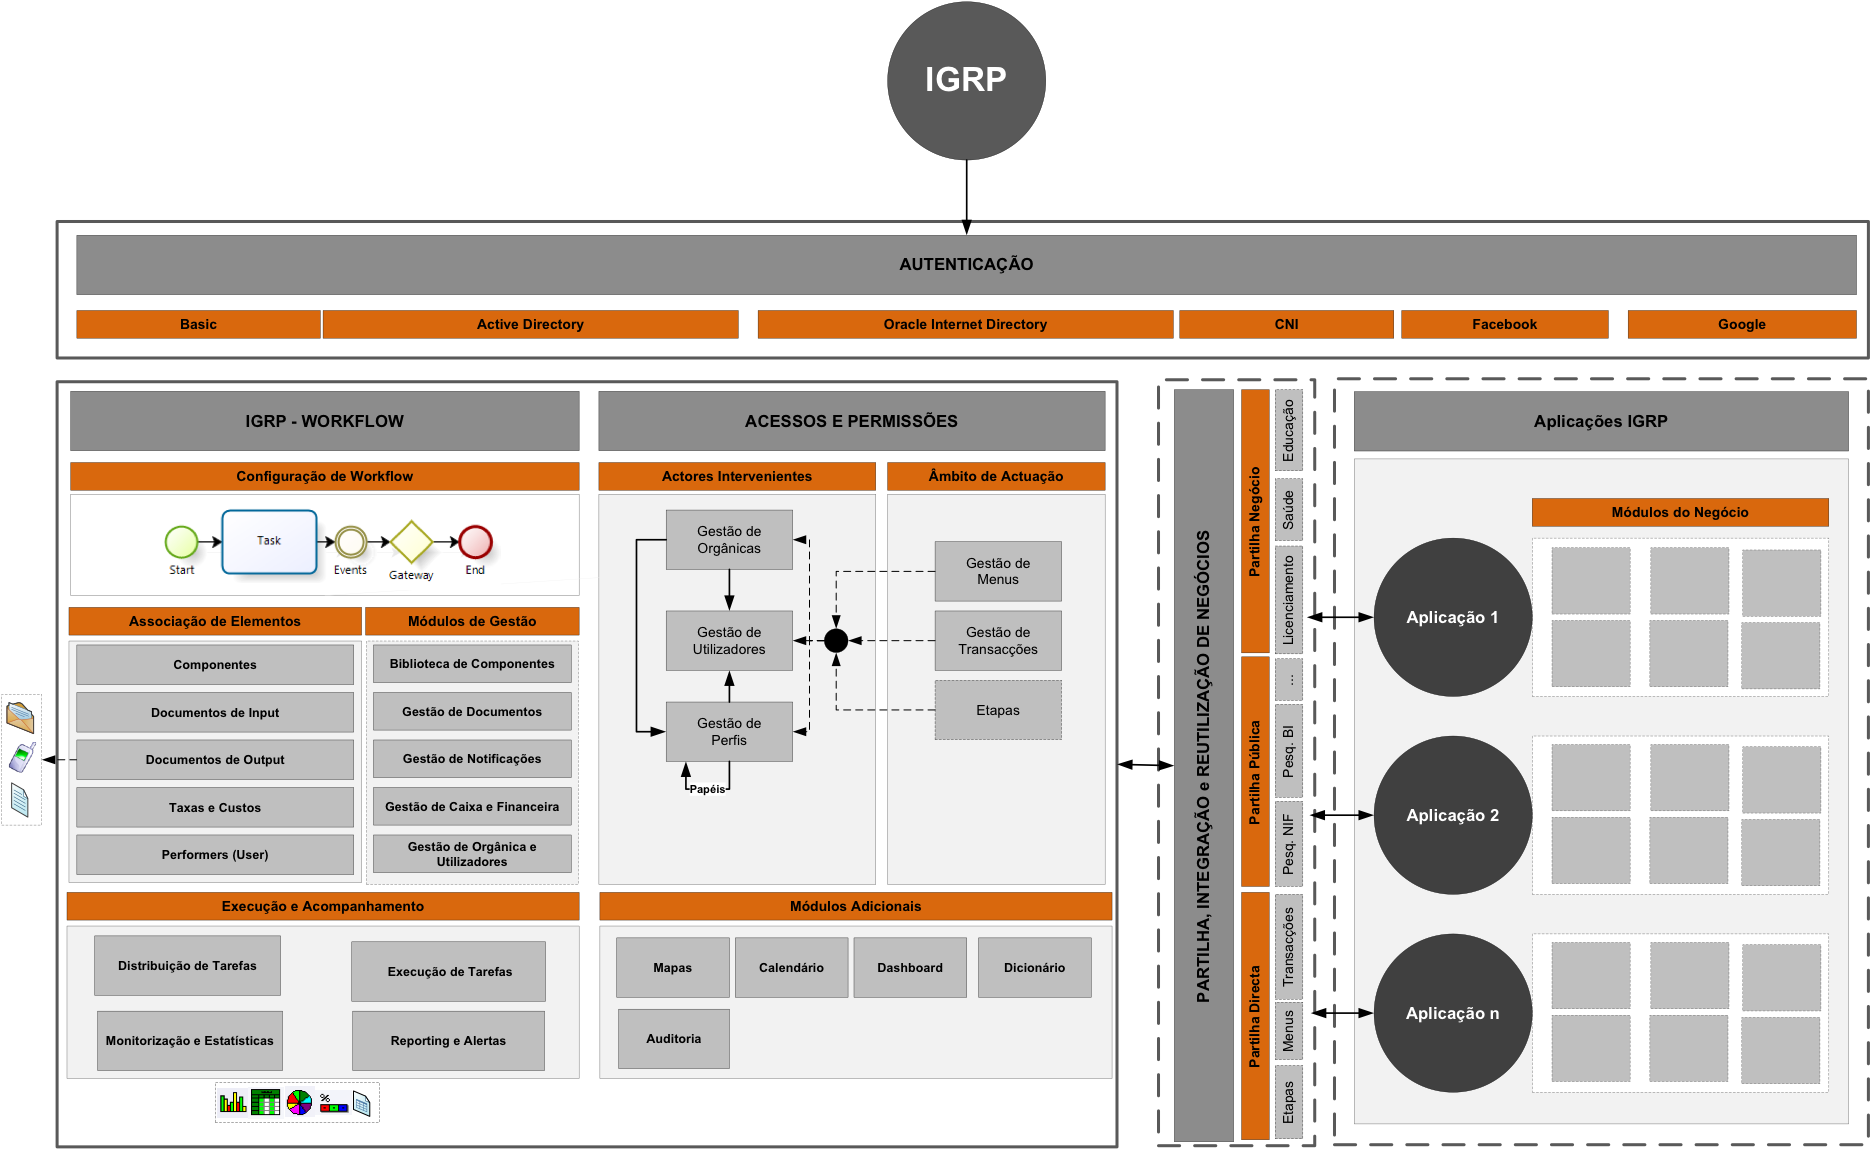 IGRP
AUTENTICAÇÃO
Basic
Active Directory
Oracle Internet Directory
CNI
Facebook
Google
IGRP - WORKFLOW
Configuração de Workflow
Task
Start
Events
Gateway
End
Associação de Elementos
Componentes
Documentos de Input
Documentos de Output
Taxas e Custos
Performers (User)
Módulos de Gestão
Biblioteca de Componentes
Gestão de Documentos
Gestão de Notificações
Gestão de Caixa e Financeira
Gestão de Orgânica e
Utilizadores
Execução e Acompanhamento
Distribuição de Tarefas
Execução de Tarefas
Monitorização e Estatísticas
Reporting e Alertas
%
ACESSOS E PERMISSÕES
Actores Intervenientes
Gestão de
Orgânicas
Gestão de
Utilizadores
Gestão de
Perfis
Papéis
Âmbito de Actuação
Gestão de
Menus
Gestão de
Transacções
Etapas
Módulos Adicionais
Mapas
Calendário
Dashboard
Dicionário
Auditoria
PARTILHA, INTEGRAÇÃO e REUTILIZAÇÃO DE NEGÓCIOS
Partilha Negócio
Partilha Pública
Partilha Directa
Educação
Saúde
Licenciamento
...
Pesq. BI
Pesq. NIF
Transacções
Menus
Etapas
Aplicações IGRP
Módulos do Negócio
Aplicação 1
Aplicação 2
Aplicação n